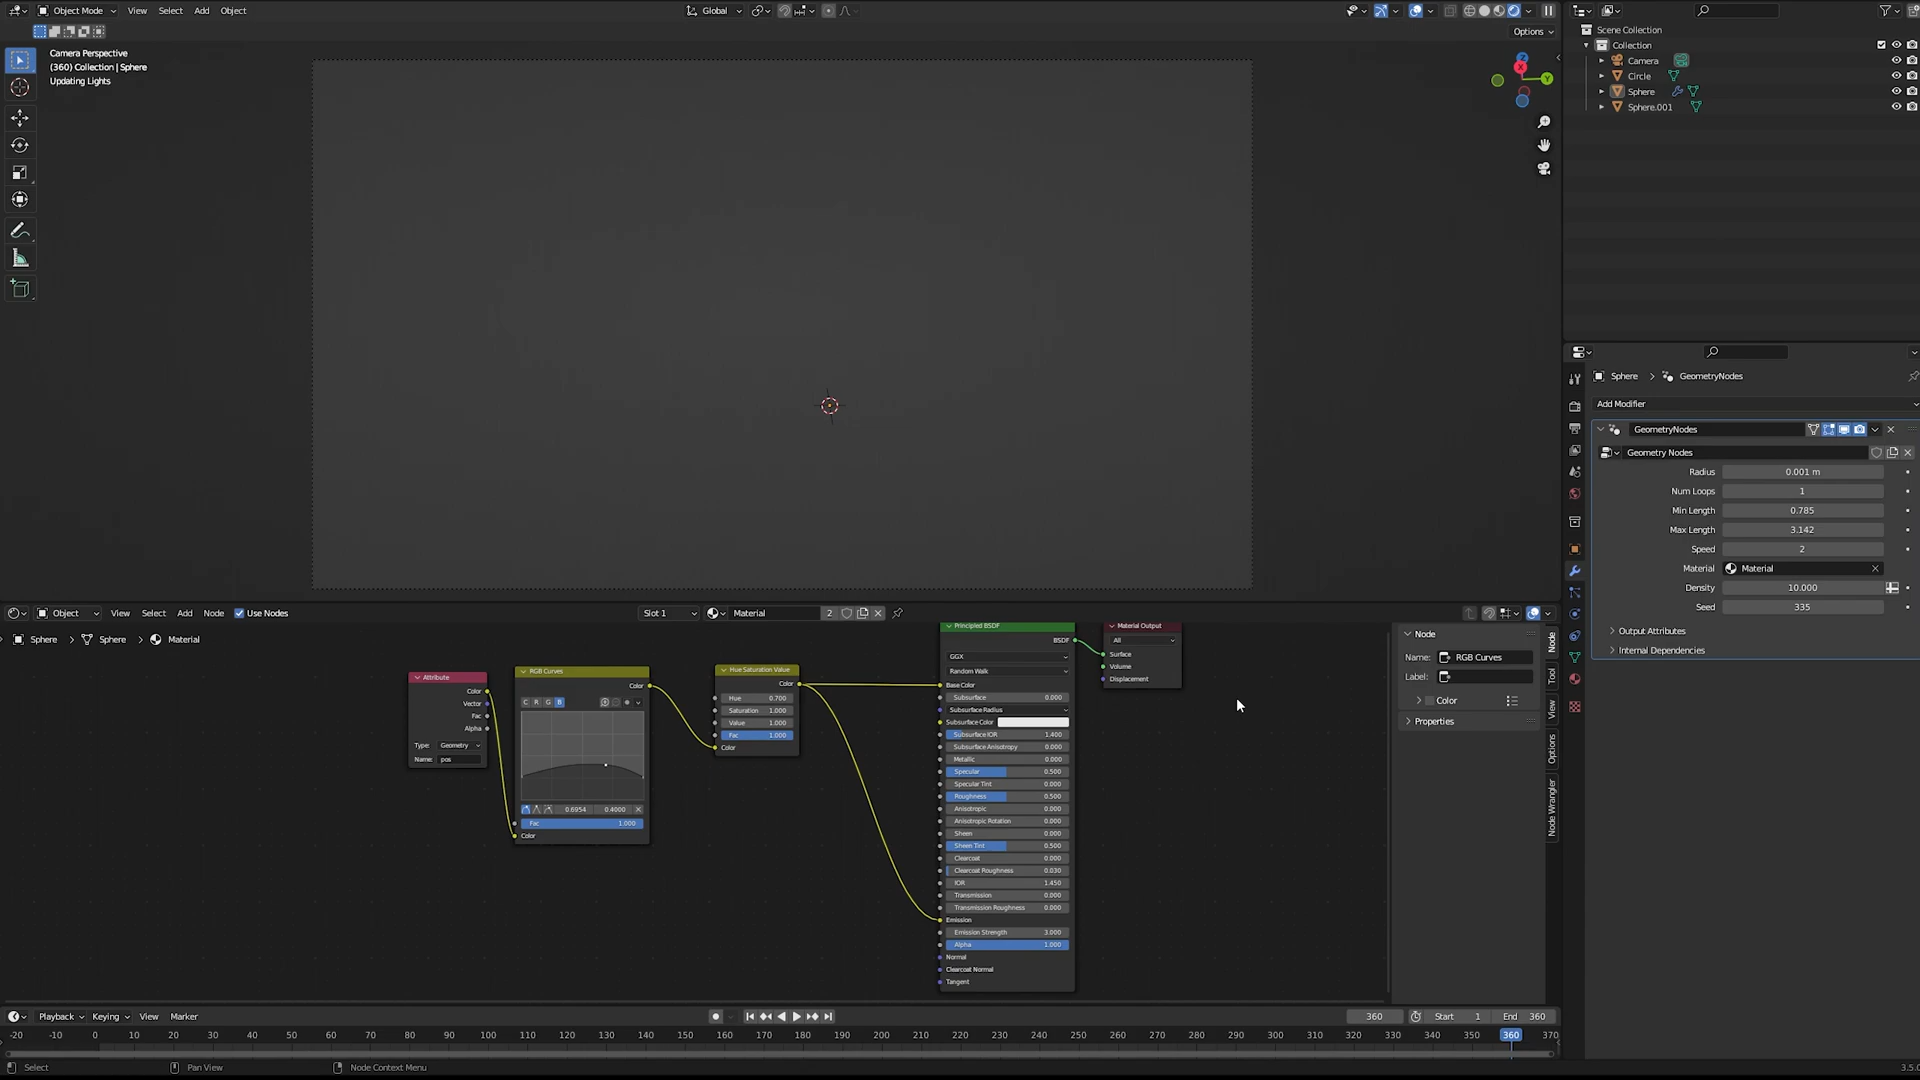 Object Mode View Select Add Object Global
Options
Camera Perspective
(360) Collection | Sphere
Updating Lights
Z
X
Y
Scene Collection
Collection
Camera
Circle
Sphere
Sphere.001
Sphere > GeometryNodes
Add Modifier
GeometryNodes
Geometry Nodes
Radius 0.001 m
Num Loops 1
Min Length 0.785
Max Length 3.142
Speed 2
Material Material
Density 10.000
Seed 335
Output Attributes
Internal Dependencies
Object View Select Add Node Use Nodes Slot 1 Material 2
Sphere > Sphere > Material
Attribute
Color
Vector
Fac
Alpha
Type: Geometry
Name: pos
RGB Curves
Color
C R G B
0.6954 0.4000
Fac 1.000
Color
Hue Saturation Value
Color
Hue 0.700
Saturation 1.000
Value 1.000
Fac 1.000
Color
Principled BSDF
BSDF
GGX
Random Walk
Base Color
Subsurface 0.000
Subsurface Radius
Subsurface Color
Subsurface IOR 1.400
Subsurface Anisotropy 0.000
Metallic 0.000
Specular 0.500
Specular Tint 0.000
Roughness 0.500
Anisotropic 0.000
Anisotropic Rotation 0.000
Sheen 0.000
Sheen Tint 0.500
Clearcoat 0.000
Clearcoat Roughness 0.030
IOR 1.450
Transmission 0.000
Transmission Roughness 0.000
Emission
Emission Strength 3.000
Alpha 1.000
Normal
Clearcoat Normal
Tangent
Material Output
All
Surface
Volume
Displacement
Node
Name: RGB Curves
Label:
Color
Properties
Node
Tool
View
Options
Node Wrangler
Playback Keying View Marker 360 Start 1 End 360
-20 -10 0 10 20 30 40 50 60 70 80 90 100 110 120 130 140 150 160 170 180 190 200 210 220 230 240 250 260 270 280 290 300 310 320 330 340 350 360 370
Select Pan View Node Context Menu 3.5.